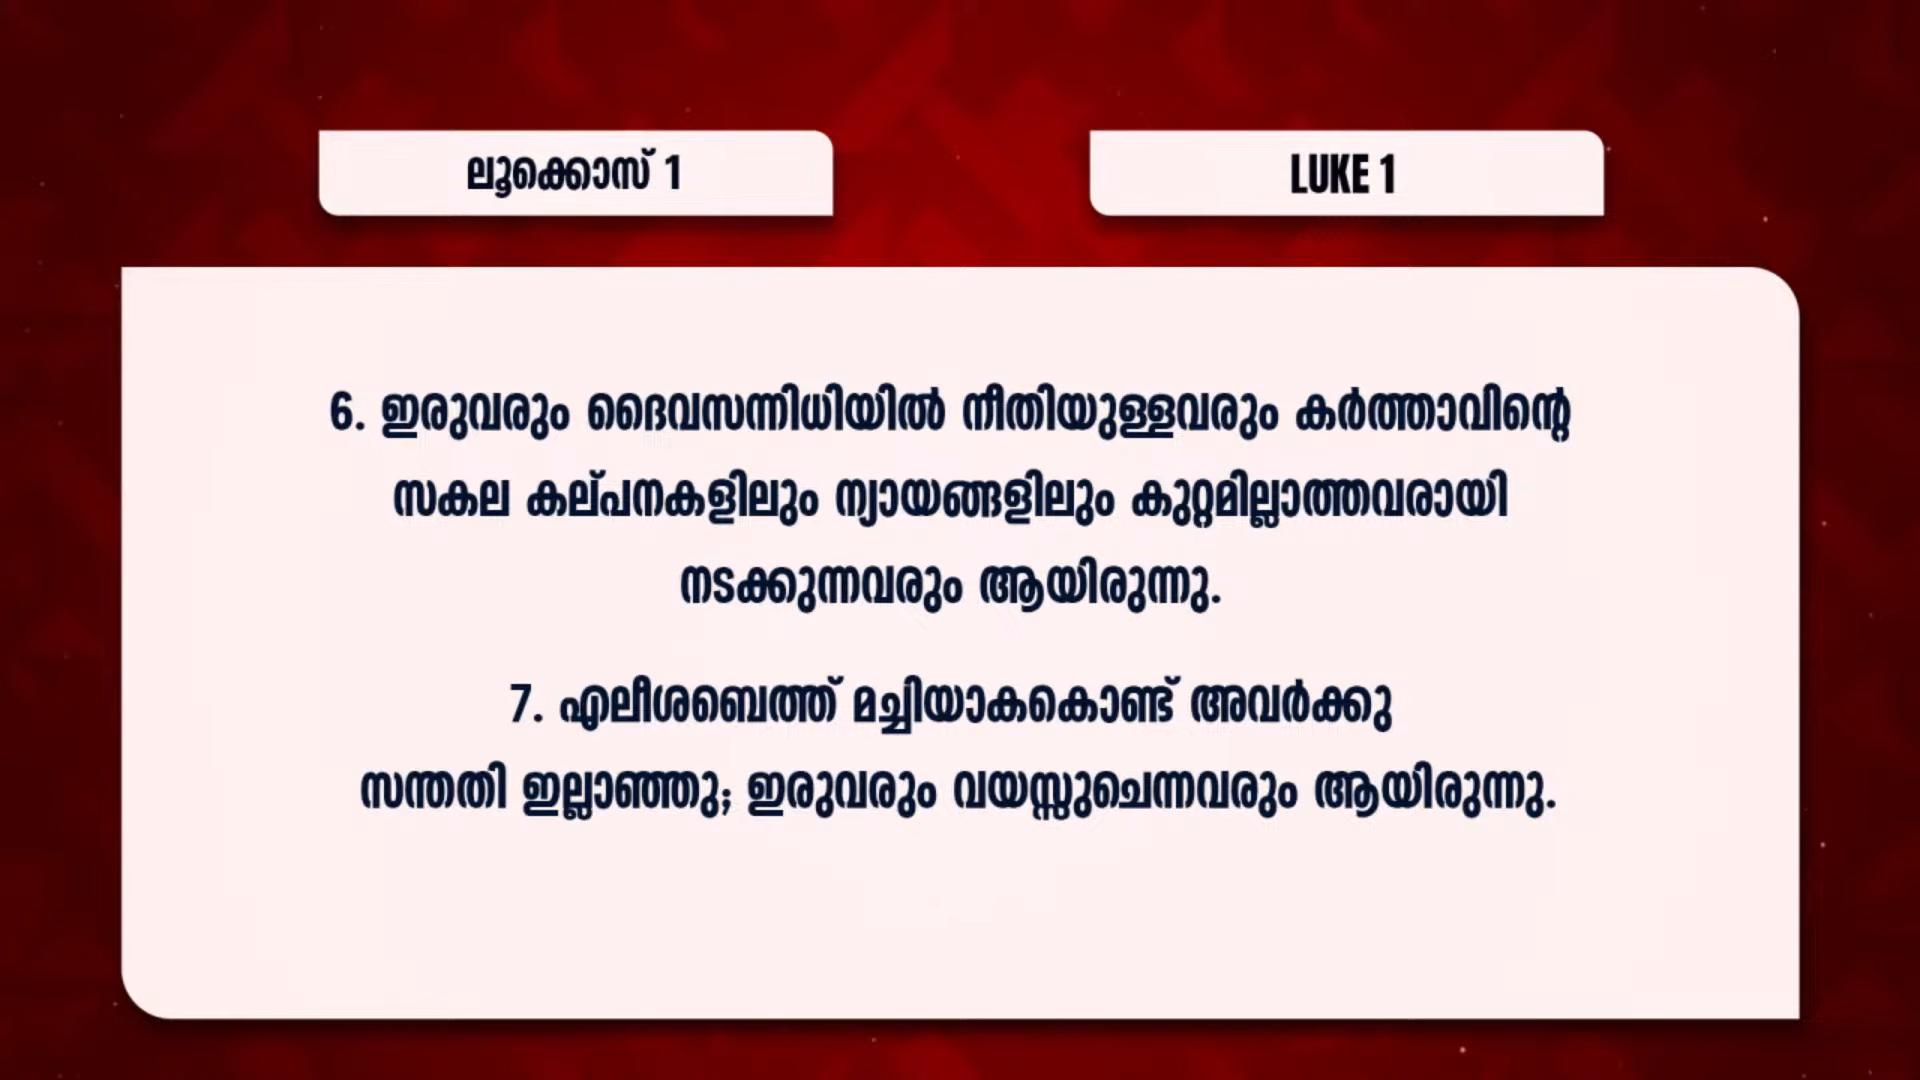 ലൂക്കൊസ് 1
LUKE 1
6. ഇരുവരും ദൈവസന്നിധിയിൽ നീതിയുള്ളവരും കർത്താവിന്റെ
സകല കല്പനകളിലും ന്യായങ്ങളിലും കുറ്റമില്ലാത്തവരായി
നടക്കുന്നവരും ആയിരുന്നു.
7. എലീശബെത്ത് മച്ചിയാകകൊണ്ട് അവർക്കു
സന്തതി ഇല്ലാഞ്ഞു; ഇരുവരും വയസ്സുചെന്നവരും ആയിരുന്നു.